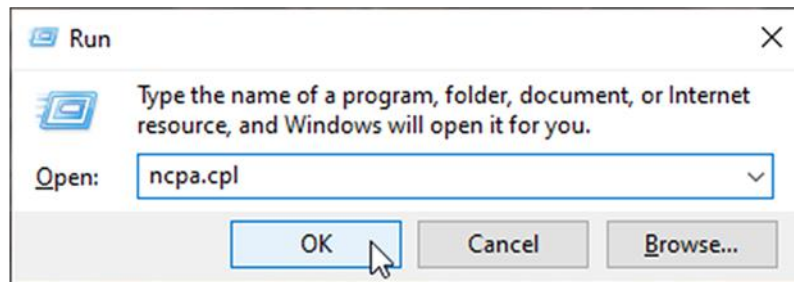 Run
Type the name of a program, folder, document, or Internet
resource, and Windows will open it for you.
Open: ncpa.cpl
OK Cancel Browse...